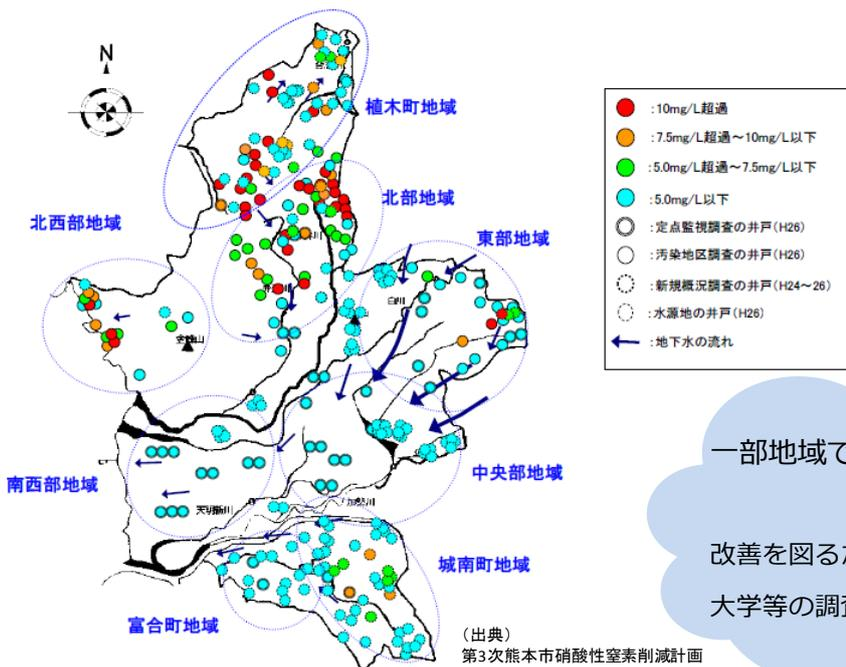 N
植木町地域
北部地域
北西部地域
東部地域
白川
金峰山
南西部地域
中央部地域
天明新川
加勢川
城南町地域
富合町地域
:10mg/L超過
:7.5mg/L超過~10mg/L以下
:5.0mg/L超過~7.5mg/L以下
:5.0mg/L以下
:定点監視調査の井戸(H26)
:汚染地区調査の井戸(H26)
:新規概況調査の井戸(H24~26)
:水源地の井戸(H26)
:地下水の流れ
一部地域で
改善を図るた
大学等の調査
(出典)
第3次熊本市硝酸性窒素削減計画